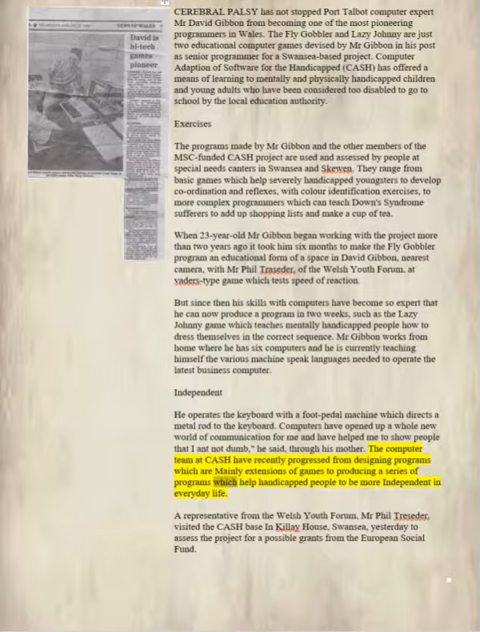 NEWS OF WALES
David is
hi-tech
games
pioneer
CEREBRAL PALSY has not stopped Port Talbot computer expert
Mr David Gibbon from becoming one of the most pioneering
programmers in Wales. The Fly Gobbler and Lazy Johnny are just
two educational computer games devised by Mr Gibbon in his post
as senior programmer for a Swansea-based project. Computer
Adaption of Software for the Handicapped (CASH) has offered a
means of learning to mentally and physically handicapped children
and young adults who have been considered too disabled to go to
school by the local education authority.
Exercises
The programs made by Mr Gibbon and the other members of the
MSC-funded CASH project are used and assessed by people at
special needs canters in Swansea and Skewen. They range from
basic games which help severely handicapped youngsters to develop
co-ordination and reflexes, with colour identification exercises, to
more complex programmers which can teach Down's Syndrome
sufferers to add up shopping lists and make a cup of tea.
When 23-year-old Mr Gibbon began working with the project more
than two years ago it took him six months to make the Fly Gobbler
program an educational form of a space in David Gibbon, nearest
camera, with Mr Phil Traseder, of the Welsh Youth Forum, at
vaders-type game which tests speed of reaction.
But since then his skills with computers have become so expert that
he can now produce a program in two weeks, such as the Lazy
Johnny game which teaches mentally handicapped people how to
dress themselves in the correct sequence. Mr Gibbon works from
home where he has six computers and he is currently teaching
himself the various machine speak languages needed to operate the
latest business computer.
Independent
He operates the keyboard with a foot-pedal machine which directs a
metal rod to the keyboard. Computers have opened up a whole new
world of communication for me and have helped me to show people
that I ant not dumb," he said, through his mother. The computer
team at CASH have recently progressed from designing programs
which are Mainly extensions of games to producing a series of
programs which help handicapped people to be more Independent in
everyday life.
A representative from the Welsh Youth Forum, Mr Phil Treseder,
visited the CASH base In Killay House, Swansea, yesterday to
assess the project for a possible grants from the European Social
Fund.